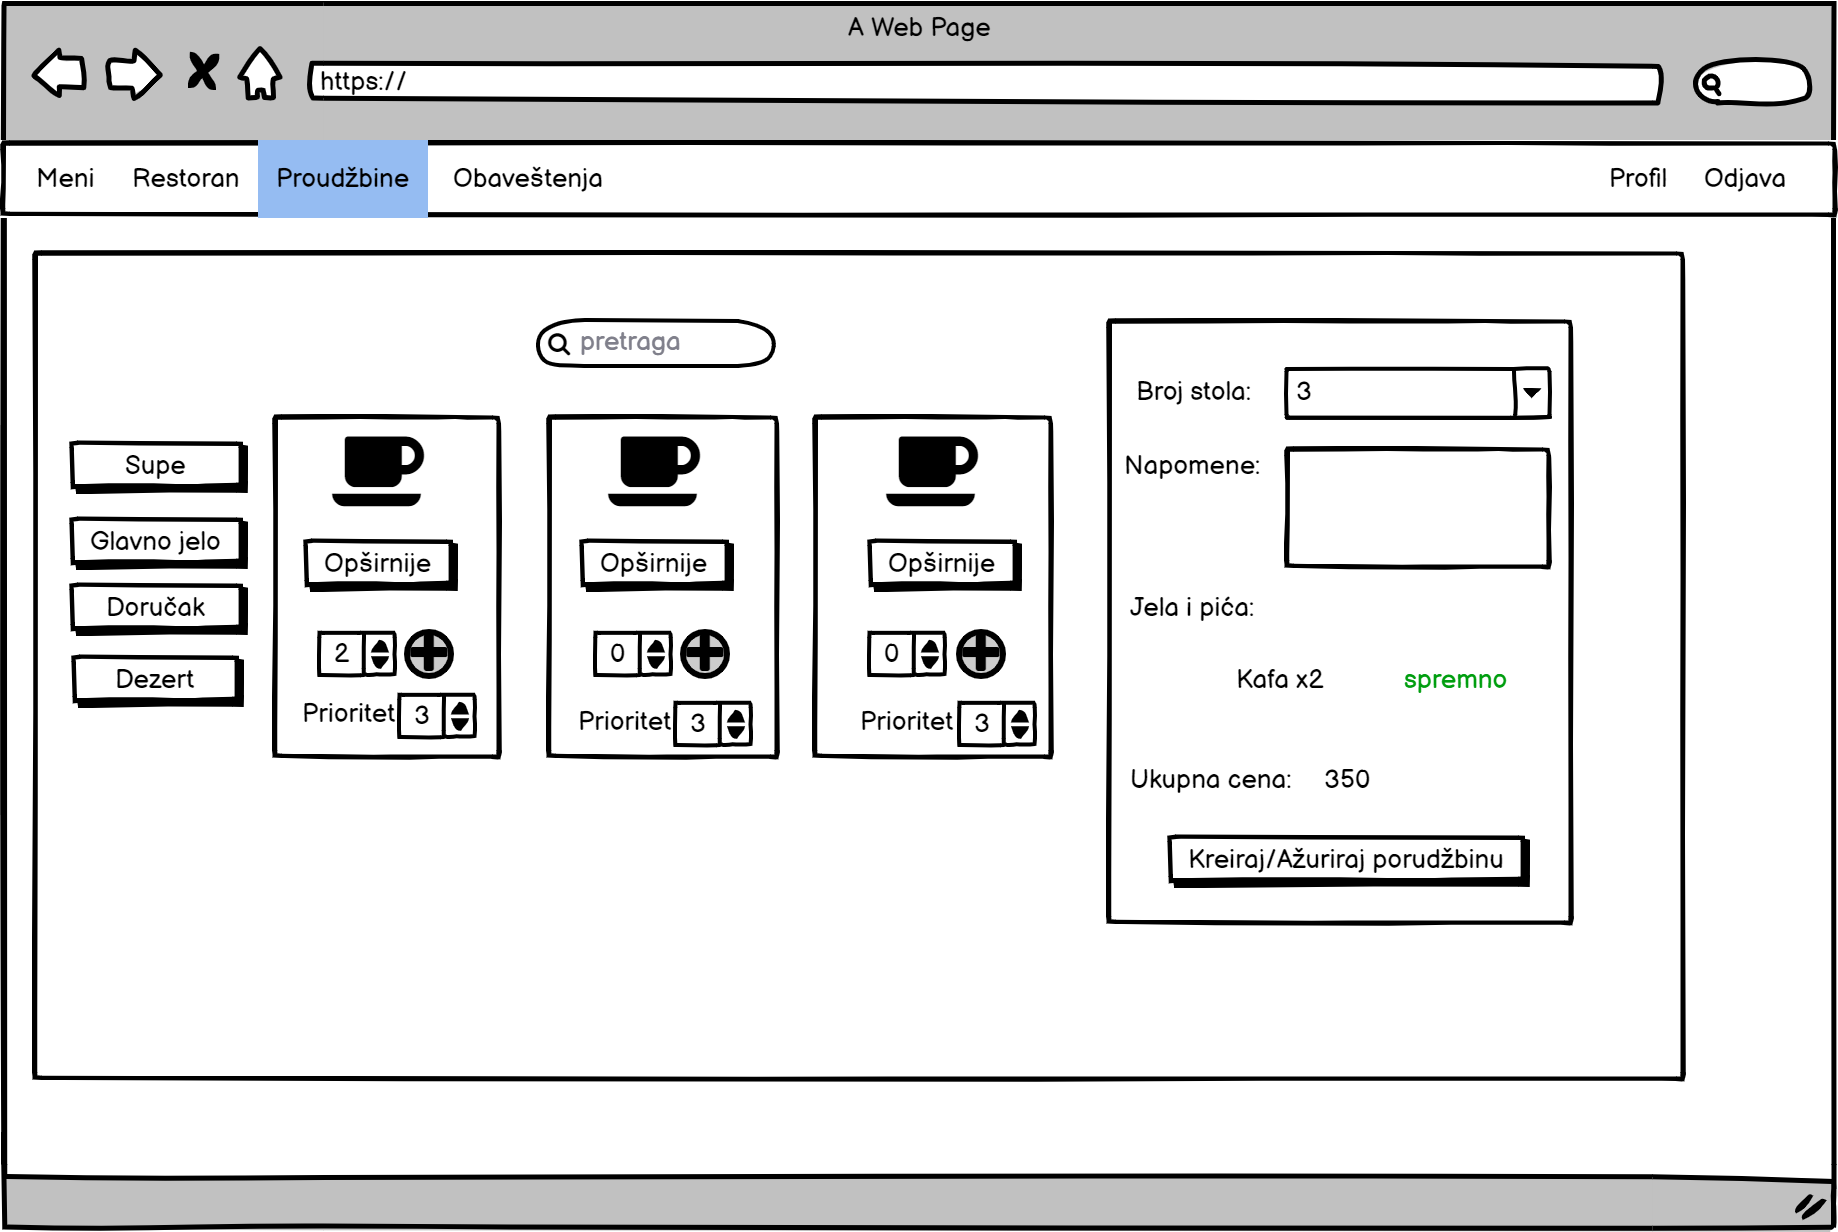 A Web Page
https://
Meni Restoran Proudžbine Obaveštenja Profil Odjava
pretraga
Supe
Glavno jelo
Doručak
Dezert
Opširnije
2
Prioritet 3
Opširnije
0
Prioritet 3
Opširnije
0
Prioritet 3
Broj stola: 3
Napomene:
Jela i pića:
Kafa x2 spremno
Ukupna cena: 350
Kreiraj/Ažuriraj porudžbinu